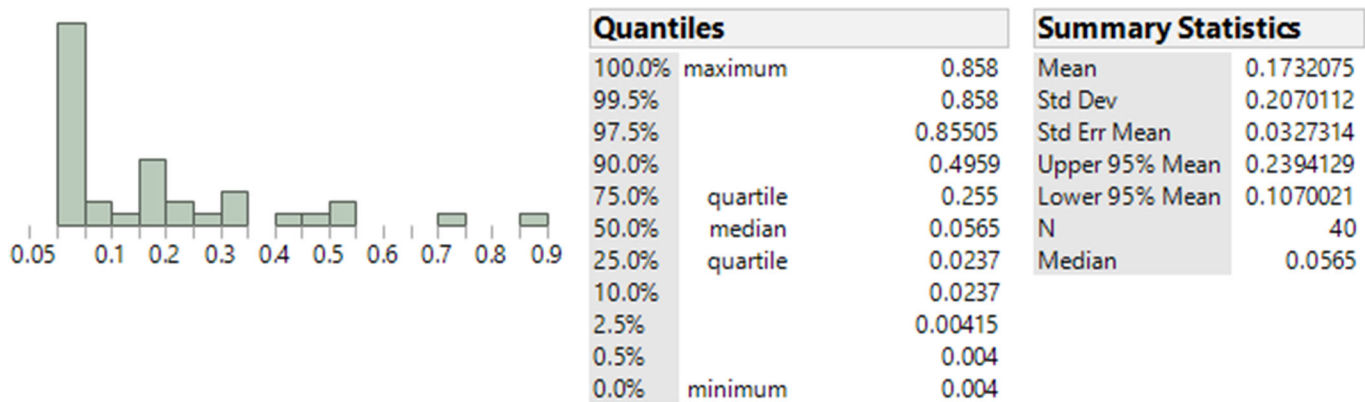 0.05 0.1 0.2 0.3 0.4 0.5 0.6 0.7 0.8 0.9
Quantiles
100.0% maximum 0.858
99.5% 0.858
97.5% 0.85505
90.0% 0.4959
75.0% quartile 0.255
50.0% median 0.0565
25.0% quartile 0.0237
10.0% 0.0237
2.5% 0.00415
0.5% 0.004
0.0% minimum 0.004
Summary Statistics
Mean 0.1732075
Std Dev 0.2070112
Std Err Mean 0.0327314
Upper 95% Mean 0.2394129
Lower 95% Mean 0.1070021
N 40
Median 0.0565